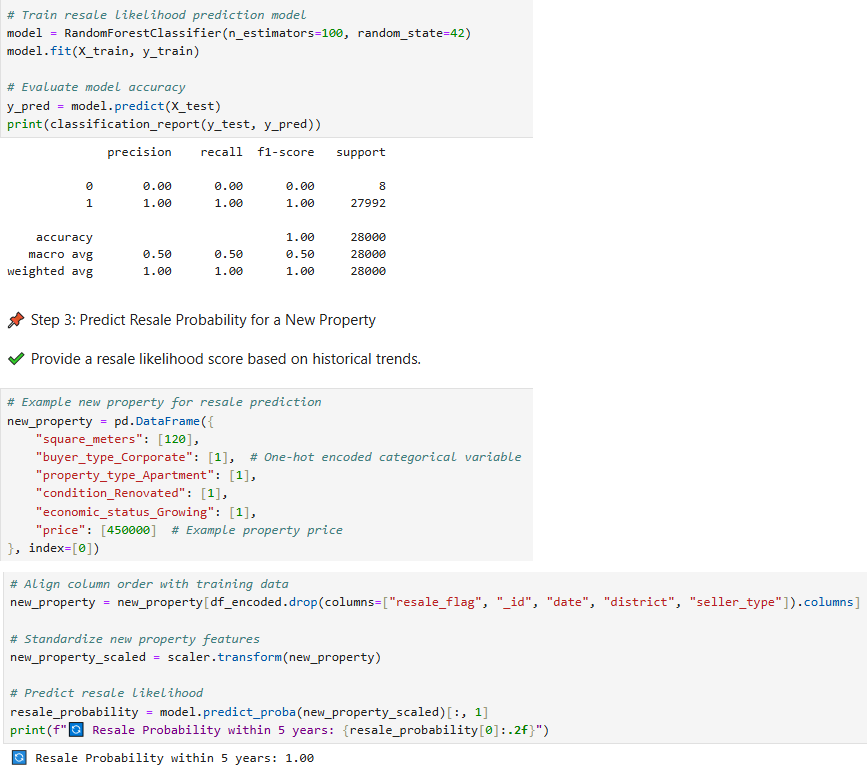 # Train resale likelihood prediction model
model = RandomForestClassifier(n_estimators=100, random_state=42)
model.fit(X_train, y_train)
# Evaluate model accuracy
y_pred = model.predict(X_test)
print(classification_report(y_test, y_pred))
precision recall f1-score support
0 0.00 0.00 0.00 8
1 1.00 1.00 1.00 27992
accuracy 1.00 28000
macro avg 0.50 0.50 0.50 28000
weighted avg 1.00 1.00 1.00 28000
📌 Step 3: Predict Resale Probability for a New Property
✔ Provide a resale likelihood score based on historical trends.
# Example new property for resale prediction
new_property = pd.DataFrame({
"square_meters": [120],
"buyer_type_Corporate": [1], # One-hot encoded categorical variable
"property_type_Apartment": [1],
"condition_Renovated": [1],
"economic_status_Growing": [1],
"price": [450000] # Example property price
}, index=[0])
# Align column order with training data
new_property = new_property[df_encoded.drop(columns=["resale_flag", "_id", "date", "district", "seller_type"]).columns]
# Standardize new property features
new_property_scaled = scaler.transform(new_property)
# Predict resale likelihood
resale_probability = model.predict_proba(new_property_scaled)[:, 1]
print(f"🔄 Resale Probability within 5 years: {resale_probability[0]:.2f}")
🔄 Resale Probability within 5 years: 1.00